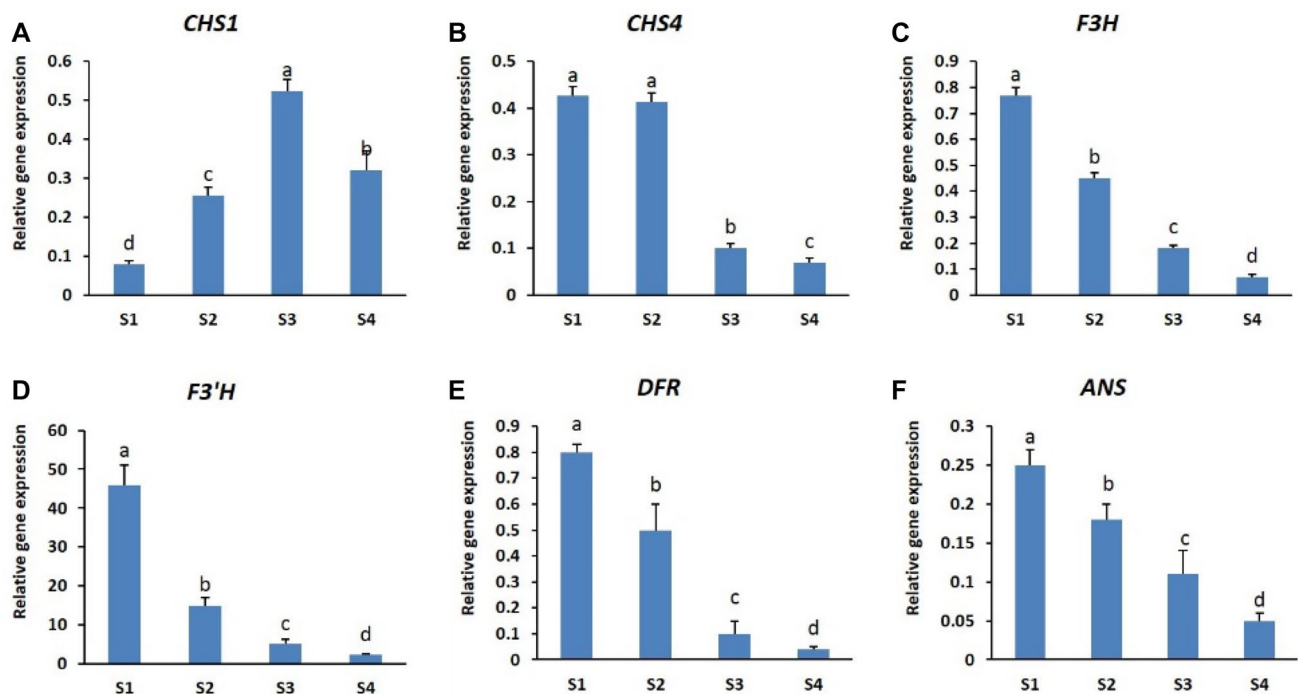 A
CHS1
Relative gene expression
0.6
0.5
0.4
0.3
0.2
0.1
0
d
c
a
b
S1 S2 S3 S4
B
CHS4
Relative gene expression
0.5
0.4
0.3
0.2
0.1
0
a
a
b
c
S1 S2 S3 S4
C
F3H
Relative gene expression
0.9
0.8
0.7
0.6
0.5
0.4
0.3
0.2
0.1
0
a
b
c
d
S1 S2 S3 S4
D
F3'H
Relative gene expression
60
50
40
30
20
10
0
a
b
c
d
S1 S2 S3 S4
E
DFR
Relative gene expression
0.9
0.8
0.7
0.6
0.5
0.4
0.3
0.2
0.1
0
a
b
c
d
S1 S2 S3 S4
F
ANS
Relative gene expression
0.3
0.25
0.2
0.15
0.1
0.05
0
a
b
c
d
S1 S2 S3 S4